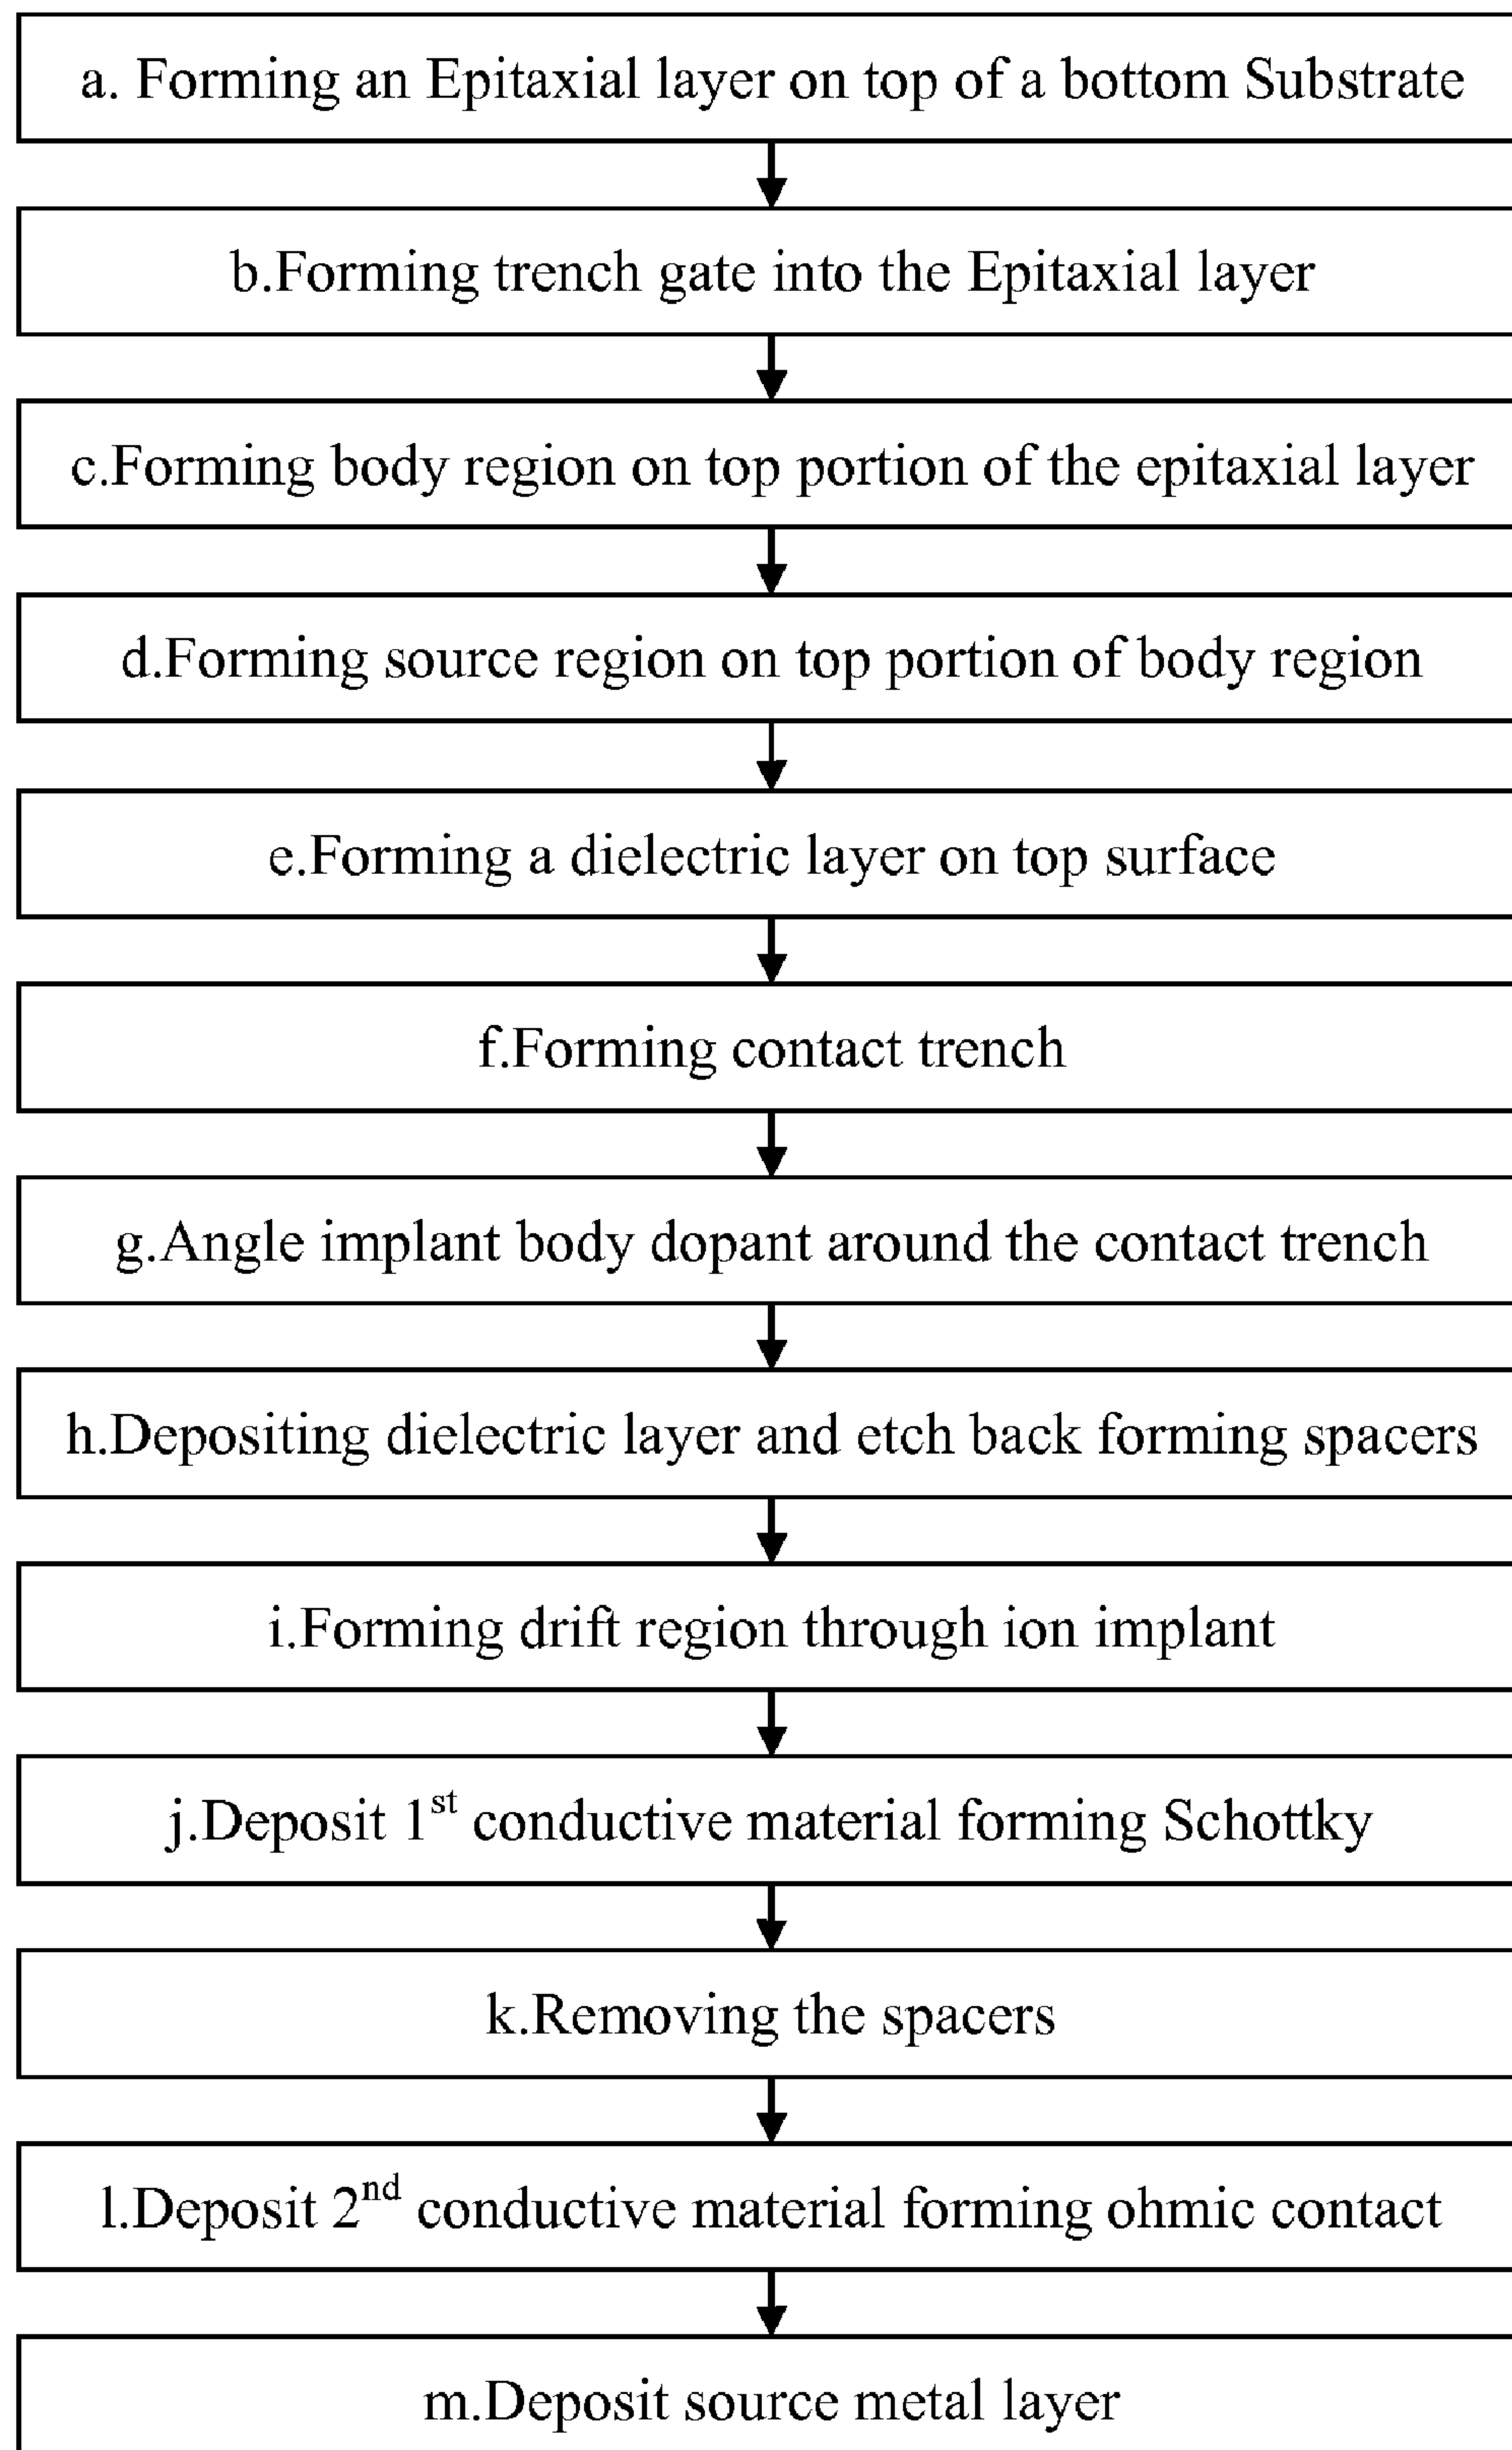 a. Forming an Epitaxial layer on top of a bottom Substrate
b.Forming trench gate into the Epitaxial layer
c.Forming body region on top portion of the epitaxial layer
d.Forming source region on top portion of body region
e.Forming a dielectric layer on top surface
f.Forming contact trench
g.Angle implant body dopant around the contact trench
h.Depositing dielectric layer and etch back forming spacers
i.Forming drift region through ion implant
j.Deposit 1st conductive material forming Schottky
k.Removing the spacers
l.Deposit 2nd conductive material forming ohmic contact
m.Deposit source metal layer